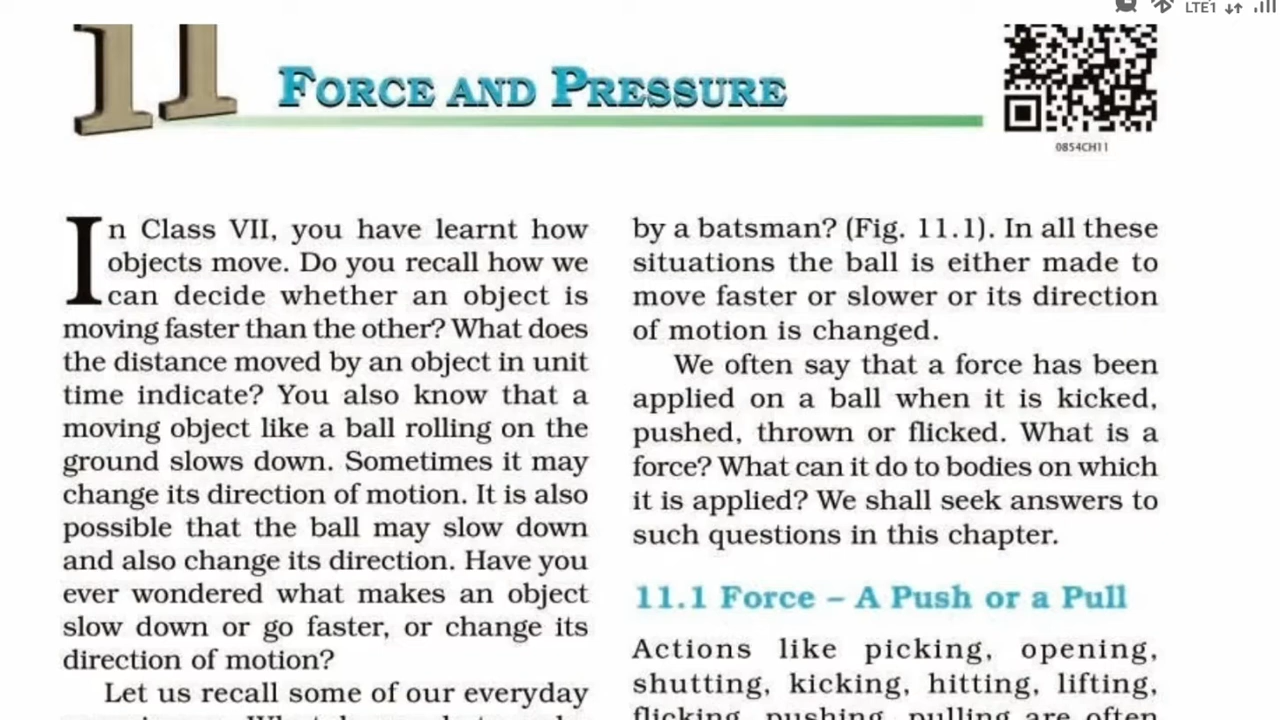 LTE1
11
FORCE AND PRESSURE
0854CH11
In Class VII, you have learnt how
objects move. Do you recall how we
can decide whether an object is
moving faster than the other? What does
the distance moved by an object in unit
time indicate? You also know that a
moving object like a ball rolling on the
ground slows down. Sometimes it may
change its direction of motion. It is also
possible that the ball may slow down
and also change its direction. Have you
ever wondered what makes an object
slow down or go faster, or change its
direction of motion?
Let us recall some of our everyday
by a batsman? (Fig. 11.1). In all these
situations the ball is either made to
move faster or slower or its direction
of motion is changed.
We often say that a force has been
applied on a ball when it is kicked,
pushed, thrown or flicked. What is a
force? What can it do to bodies on which
it is applied? We shall seek answers to
such questions in this chapter.
11.1 Force – A Push or a Pull
Actions like picking, opening,
shutting, kicking, hitting, lifting,
flicking, pushing, pulling are often